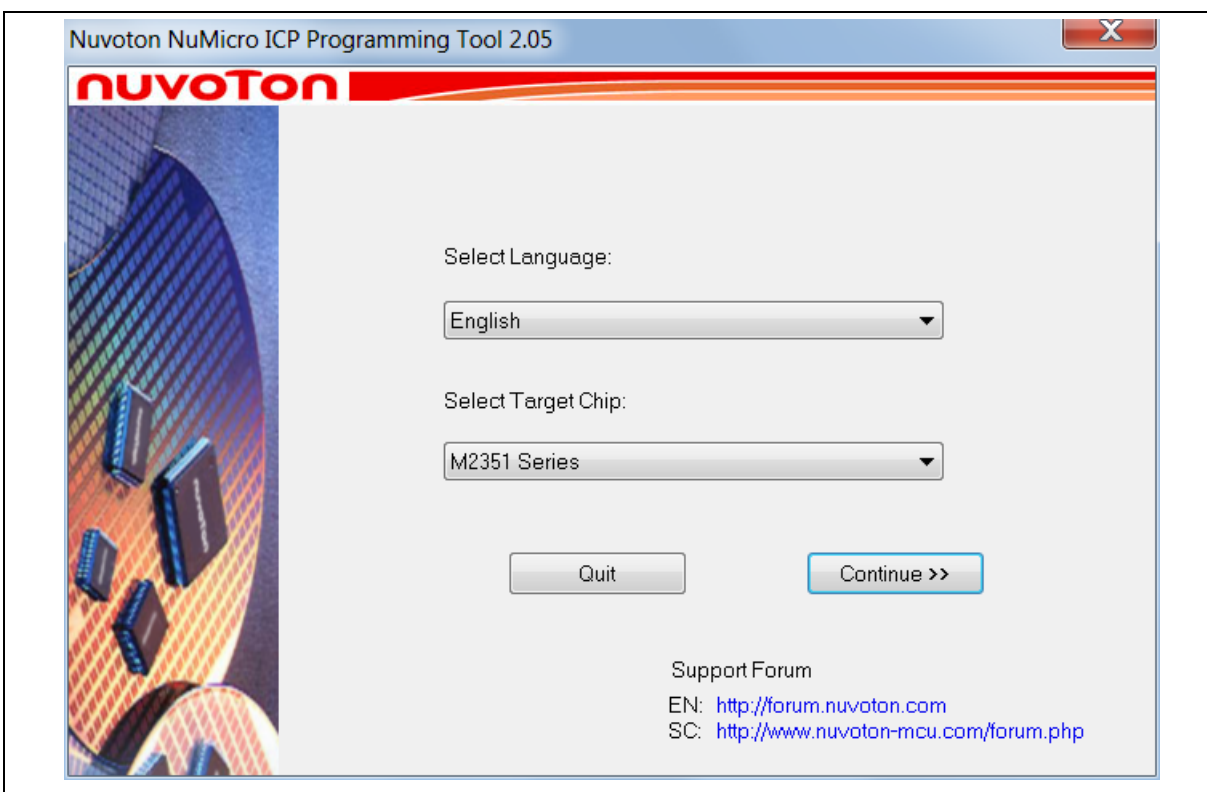 Nuvoton NuMicro ICP Programming Tool 2.05
X
nuvoTon
Select Language:
English
Select Target Chip:
M2351 Series
nuvoTon
Quit
Continue >>
Support Forum
EN: http://forum.nuvoton.com
SC: http://www.nuvoton-mcu.com/forum.php